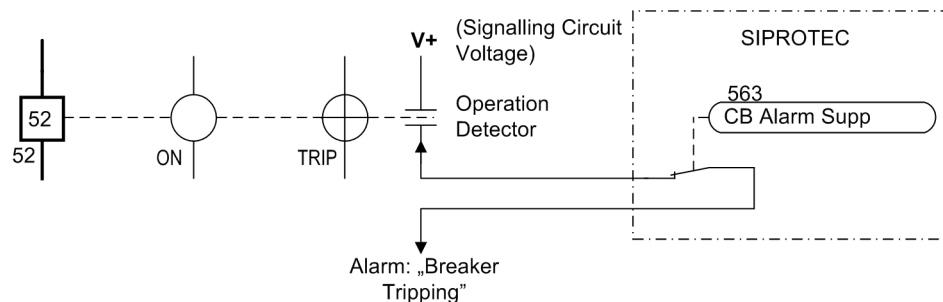 V+
(Signalling Circuit
Voltage)
SIPROTEC
52
52
ON
TRIP
Operation
Detector
563
CB Alarm Supp
Alarm: „Breaker
Tripping”